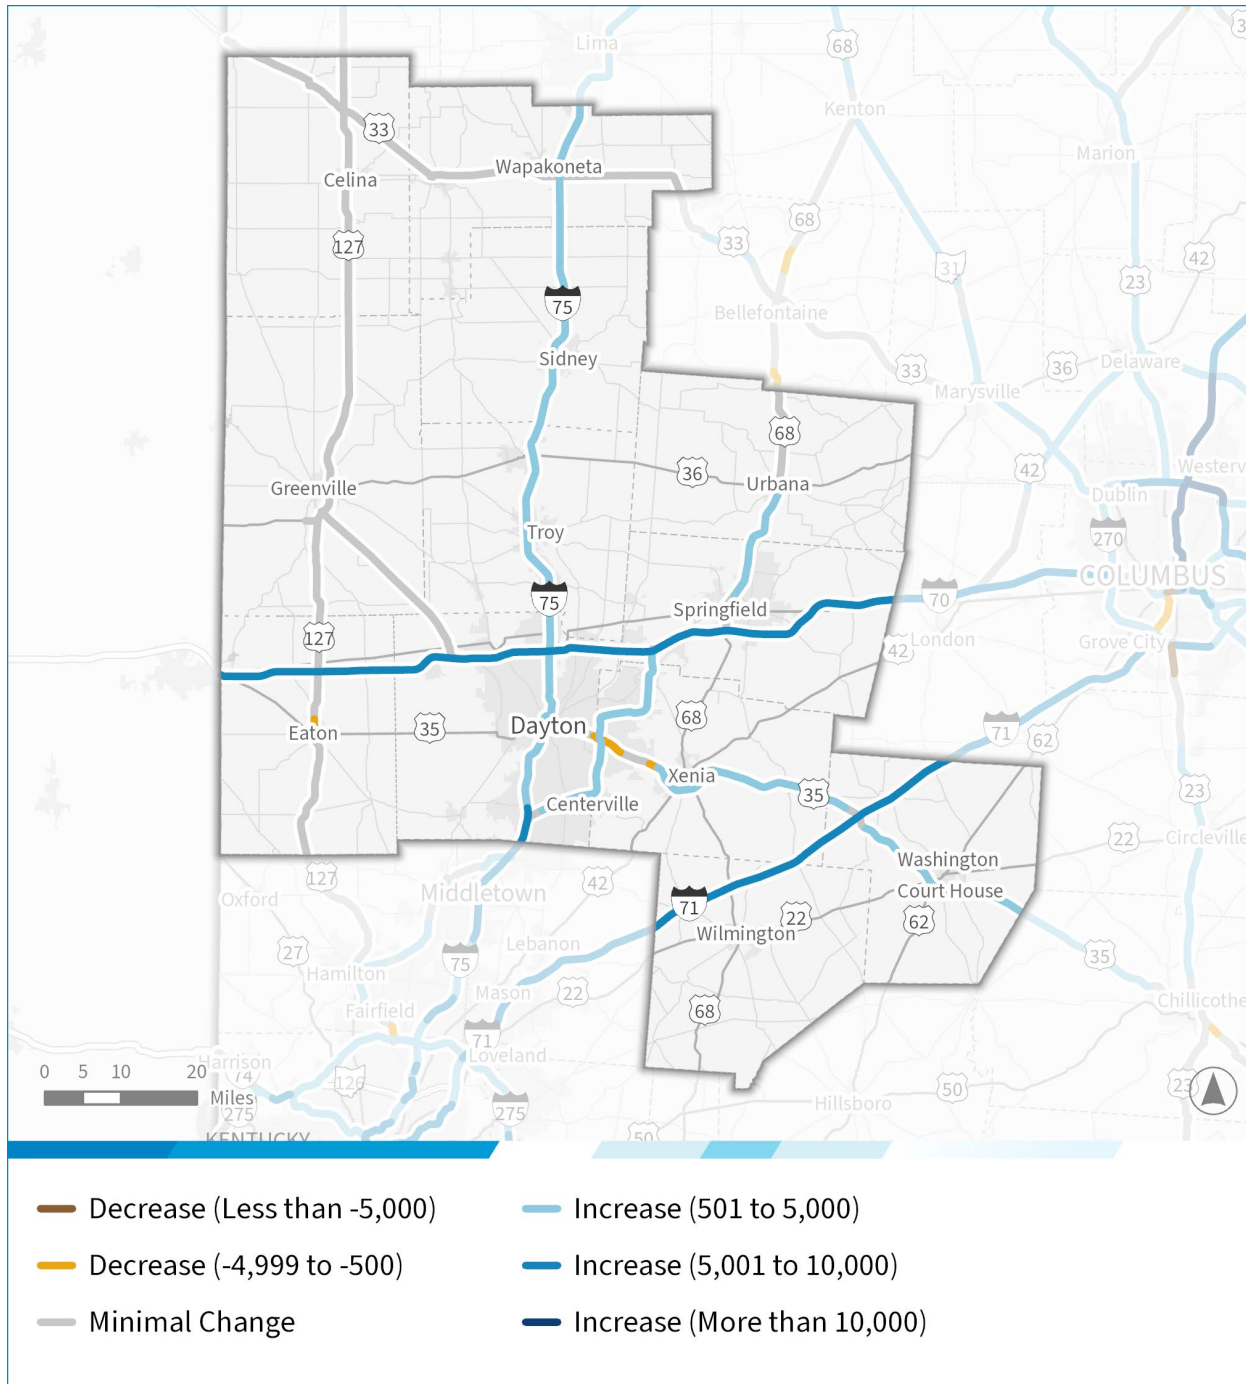 Lima
68
Kenton
33
Marion
Wapakoneta
Celina
68
127
33
42
31
23
75
Bellefontaine
Sidney
33
36
Delaware
Marysville
68
42
Westerv
36
Urbana
Greenville
Dublin
Troy
270
COLUMBUS
75
70
Springfield
127
London
Grove City
42
68
Dayton
35
Eaton
71
62
Xenia
35
23
Centerville
22
Circleville
Washington
Court House
127
42
Middletown
Oxford
71
22
62
Wilmington
Lebanon
27
75
35
Hamilton
Mason
22
Chillicothe
Fairfield
68
71
Loveland
Harrison
0 5 10 20
Miles
74
275
126
275
50
23
Hillsboro
50
KENTUCKY
Decrease (Less than -5,000)
Decrease (-4,999 to -500)
Minimal Change
Increase (501 to 5,000)
Increase (5,001 to 10,000)
Increase (More than 10,000)